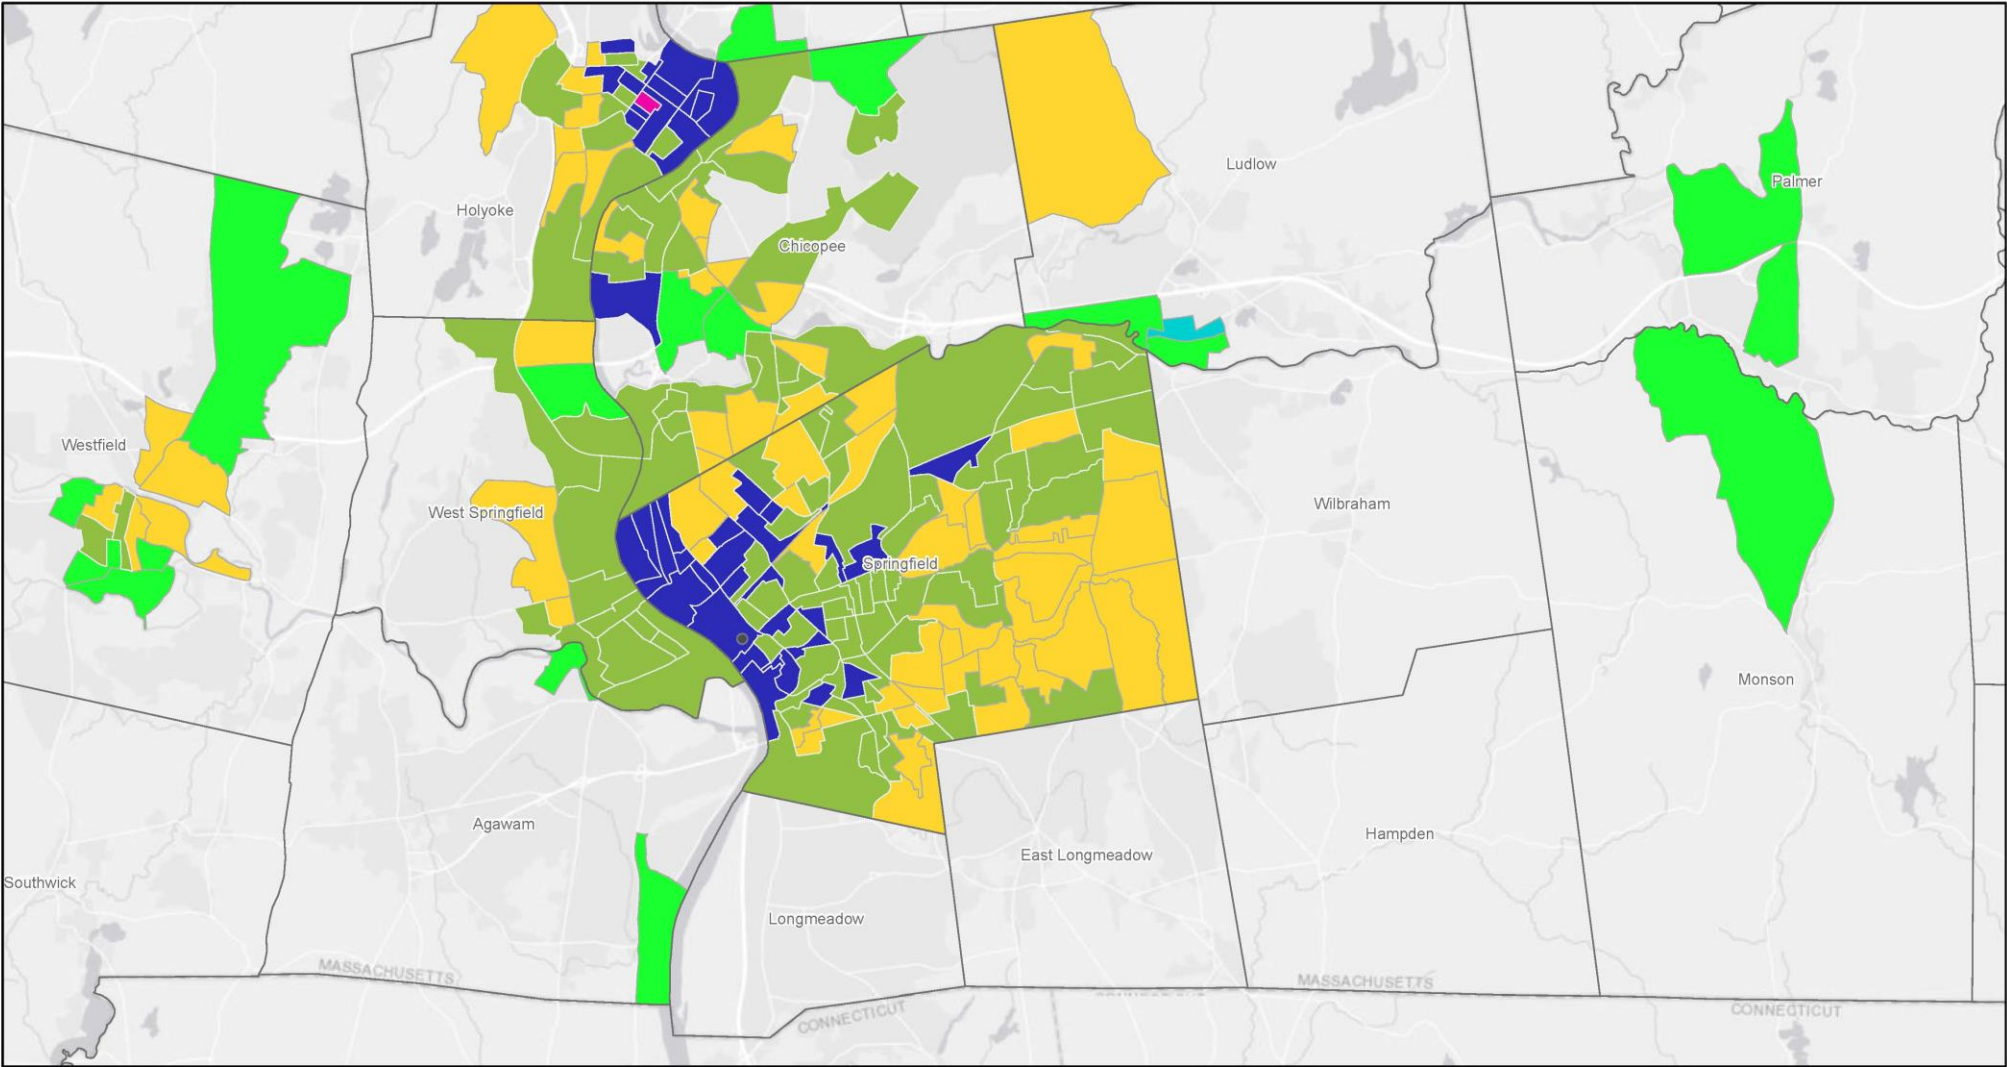 Ludlow
Palmer
Holyoke
Chicopee
Westfield
West Springfield
Wilbraham
Springfield
Monson
Agawam
Hampden
East Longmeadow
Southwick
Longmeadow
MASSACHUSETTS
MASSACHUSETTS
CONNECTICUT
CONNECTICUT